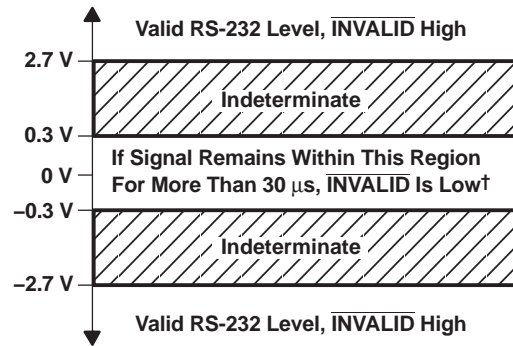 Valid RS-232 Level, INVALID High
2.7 V
Indeterminate
0.3 V
If Signal Remains Within This Region
0 V
For More Than 30 μs, INVALID Is Low†
−0.3 V
Indeterminate
−2.7 V
Valid RS-232 Level, INVALID High